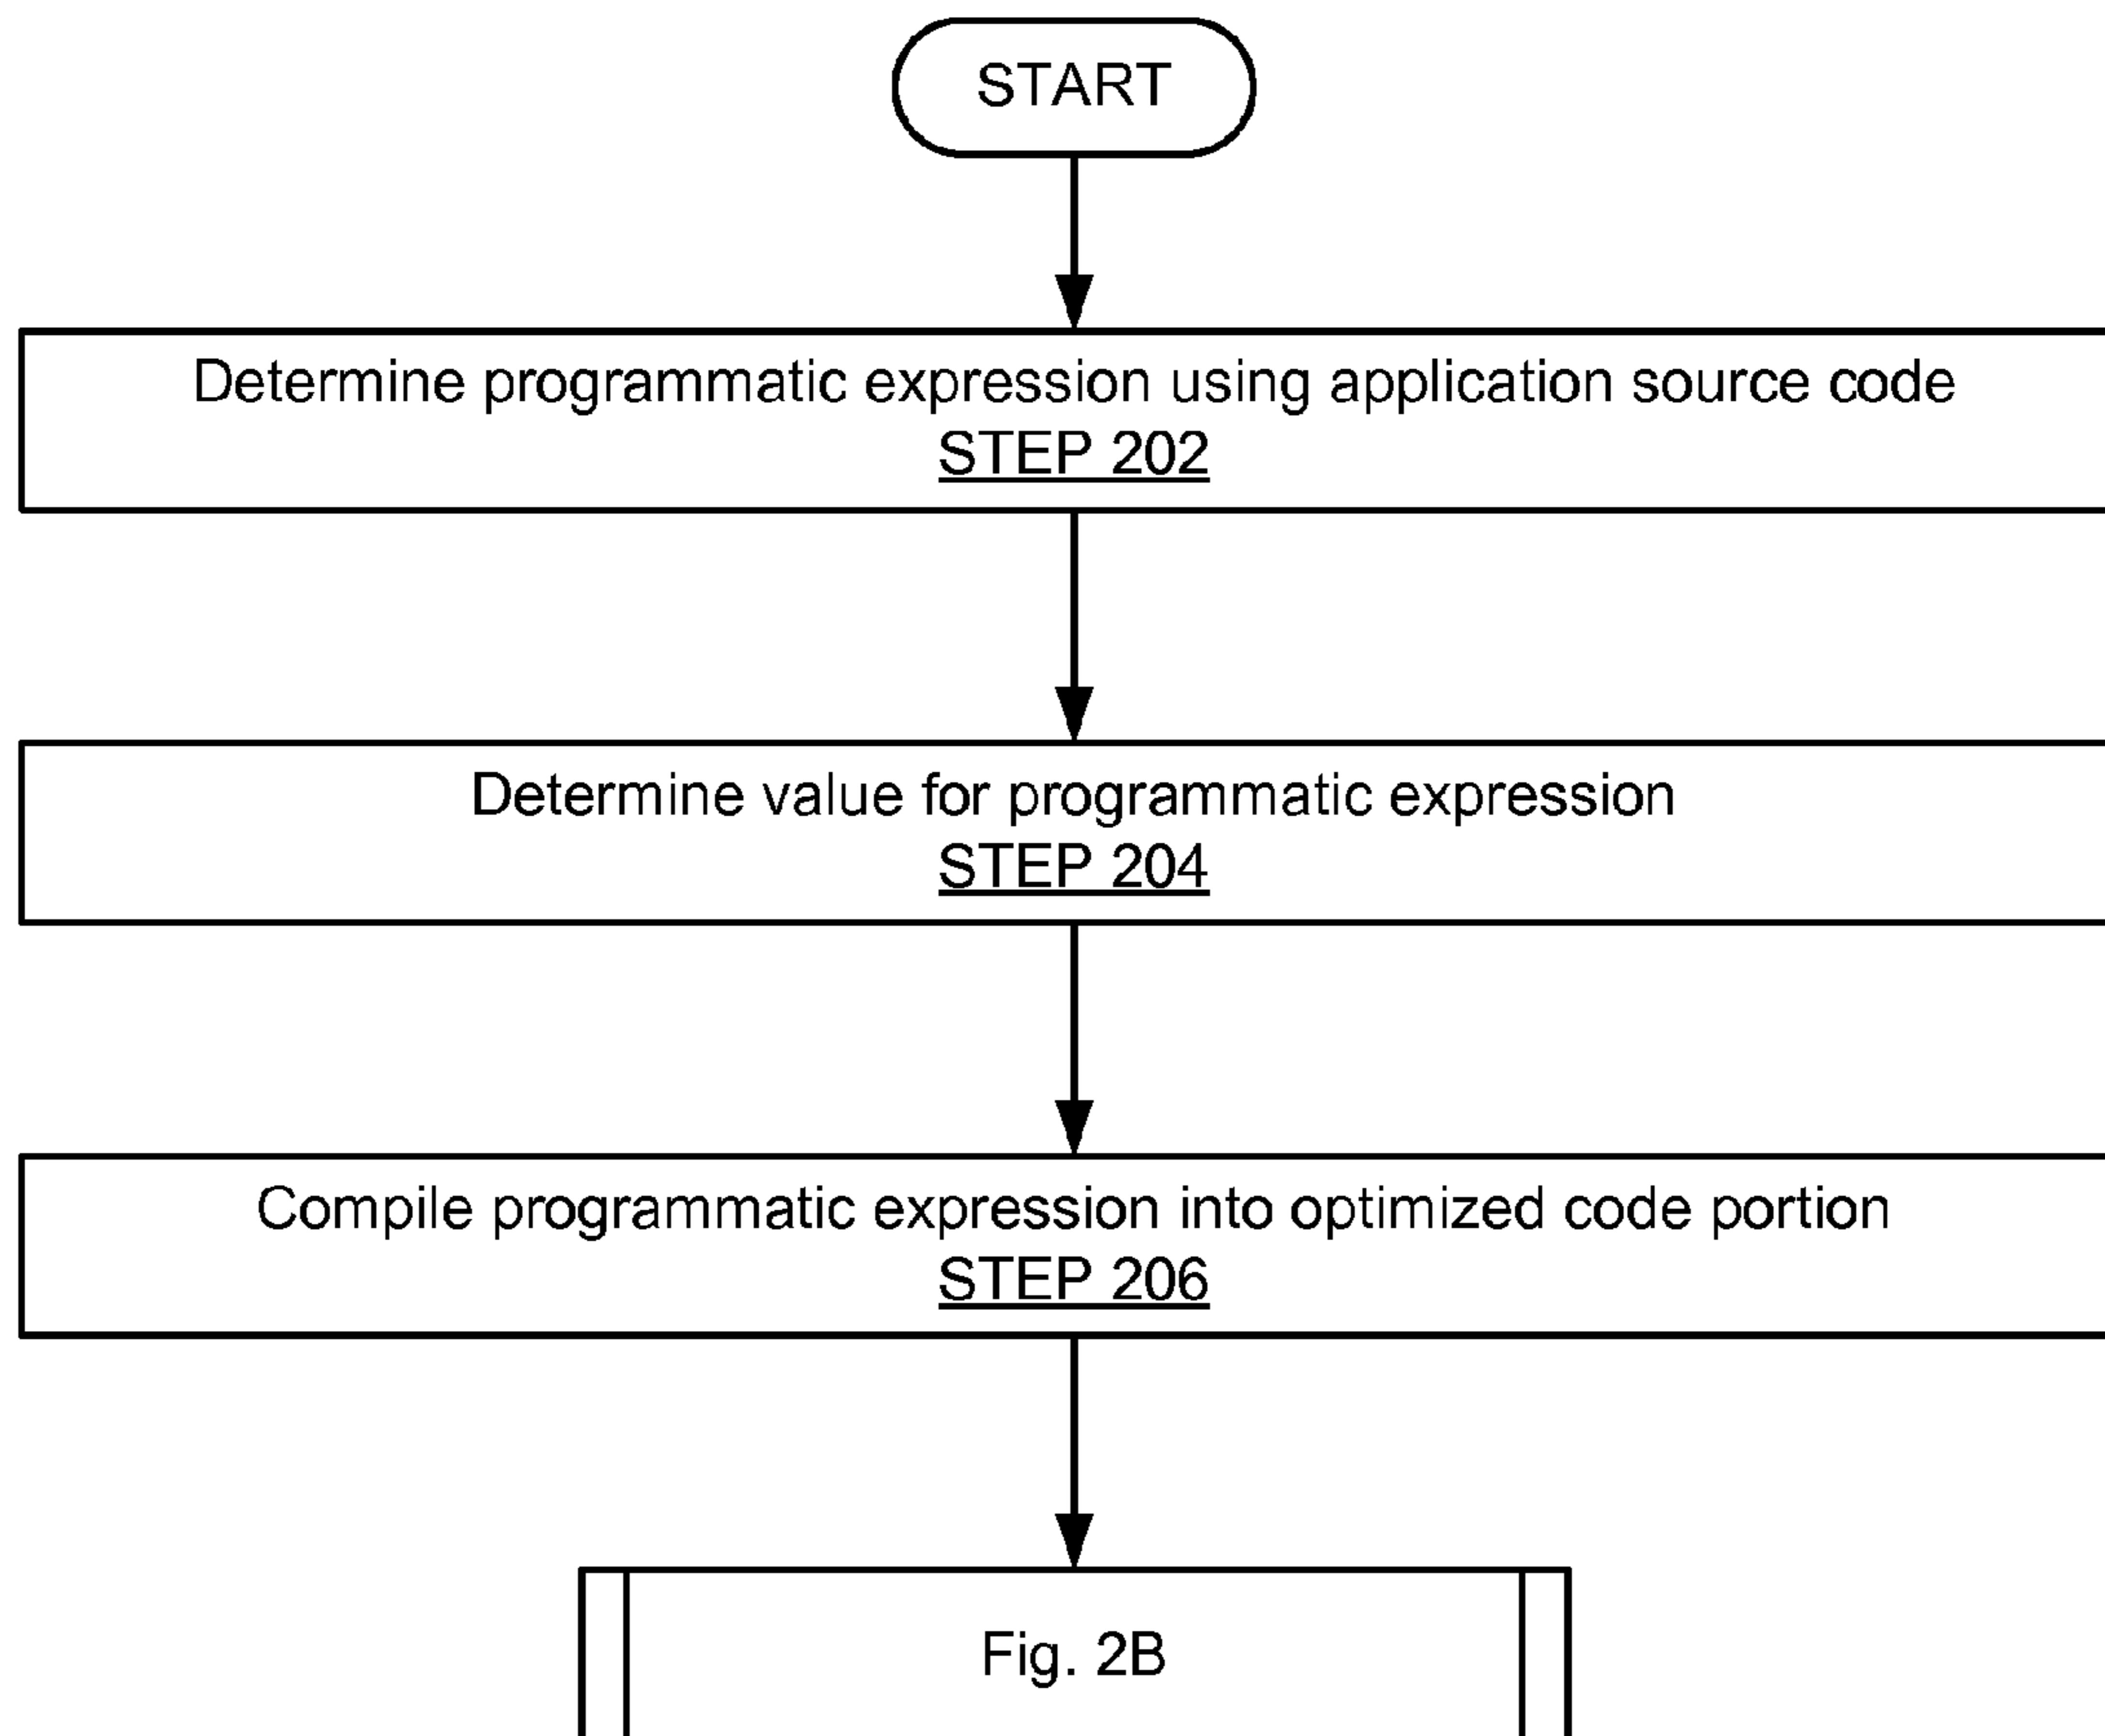 START
Determine programmatic expression using application source code
STEP 202
Determine value for programmatic expression
STEP 204
Compile programmatic expression into optimized code portion
STEP 206
Fig. 2B